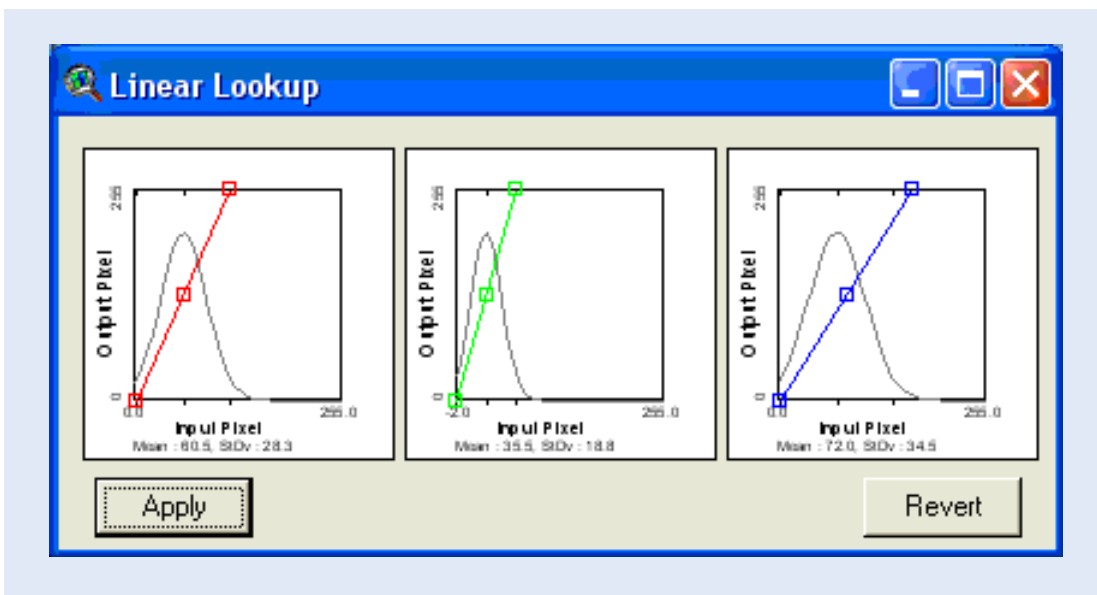 Linear Lookup
255
Output Pixel
0
0.0
255.0
Input Pixel
Mean : 60.5, StDv : 28.3
255
Output Pixel
0
-2.0
255.0
Input Pixel
Mean : 35.5, StDv : 18.8
255
Output Pixel
0
0.0
255.0
Input Pixel
Mean : 72.0, StDv : 34.5
Apply
Revert